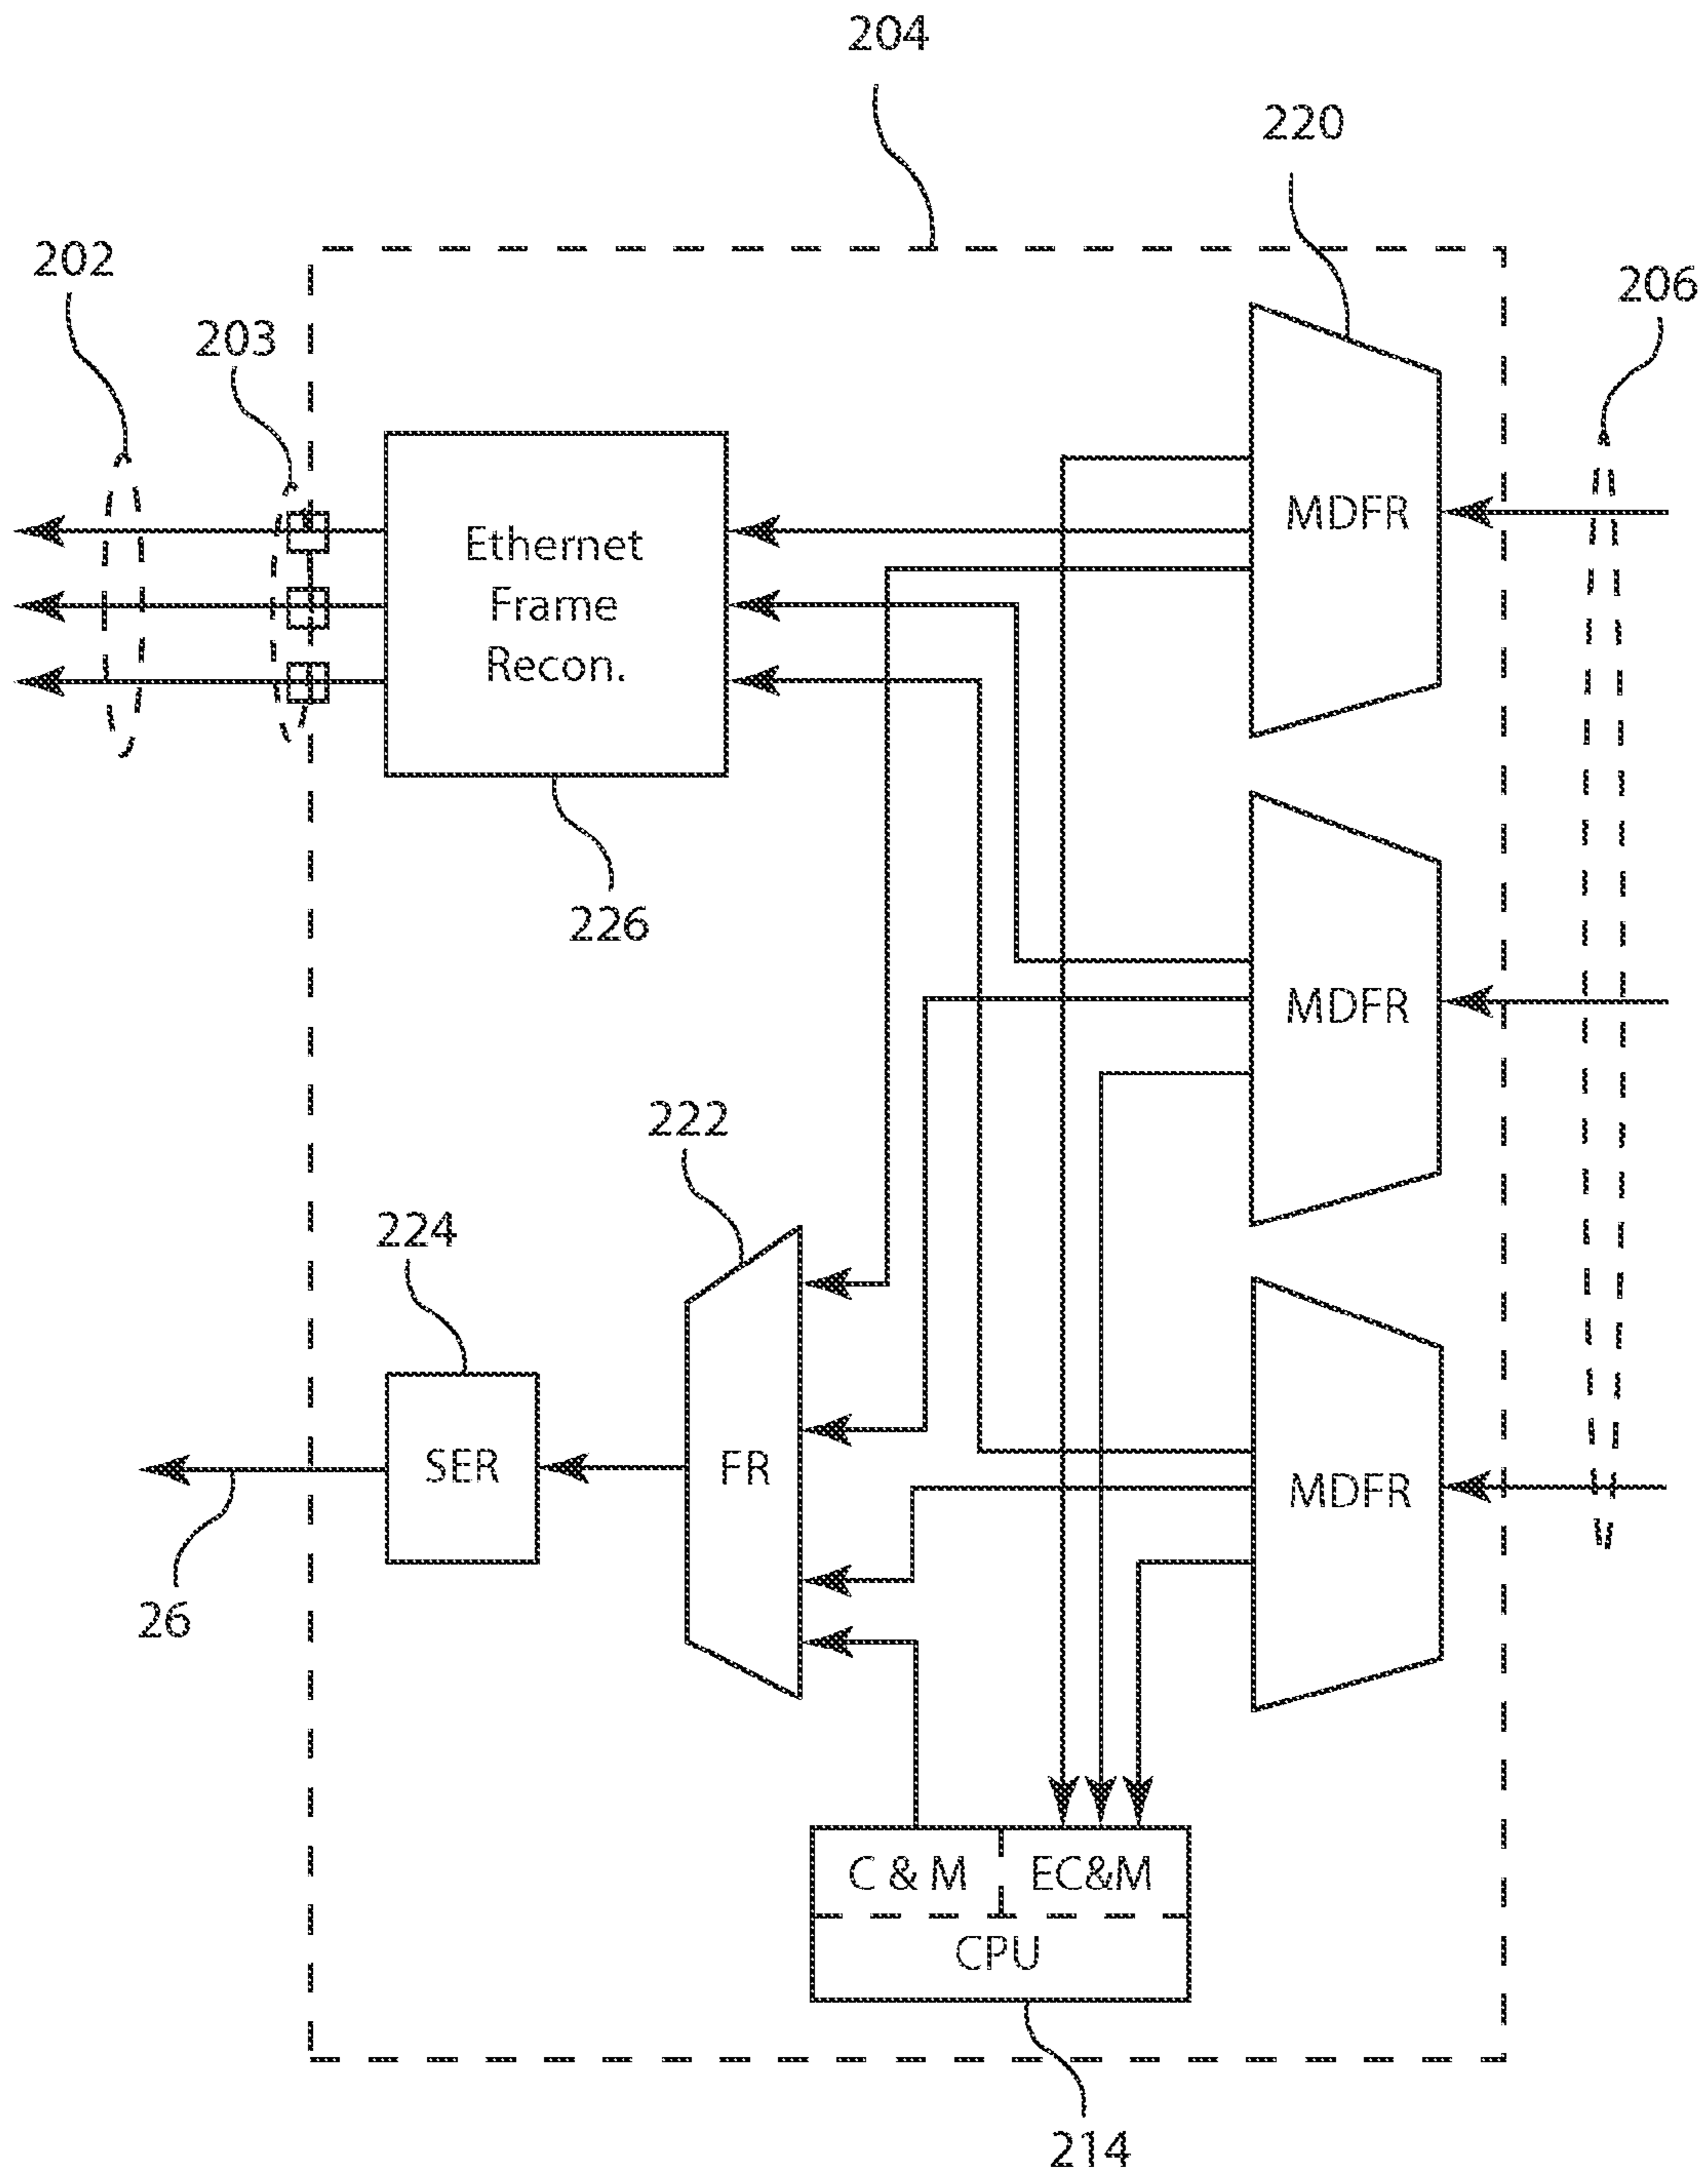 204
220
202
206
203
MDFR
Ethernet
Frame
Recon.
226
MDFR
222
224
SER
FR
MDFR
26
C & M
EC&M
CPU
214